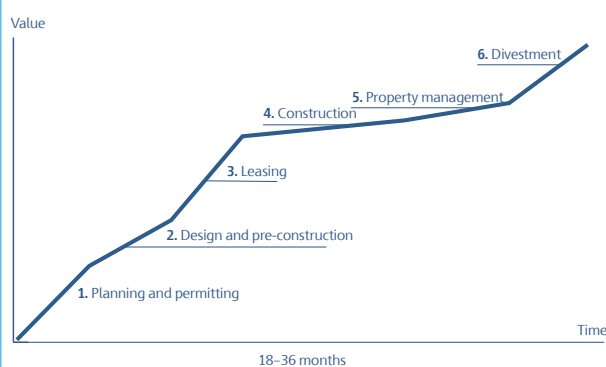 Value
6. Divestment
5. Property management
4. Construction
3. Leasing
2. Design and pre-construction
1. Planning and permitting
Time
18–36 months